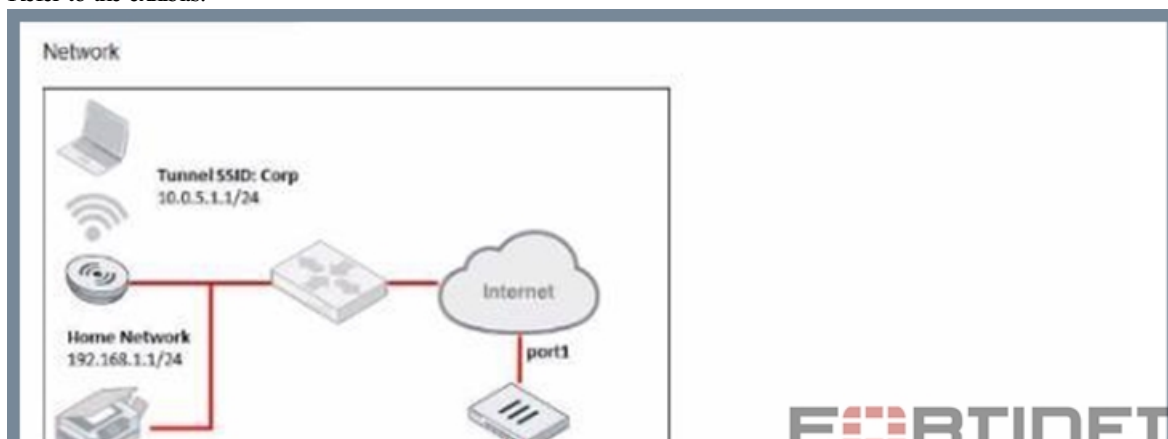 Network
Tunnel SSID: Corp
10.0.5.1.1/24
Internet
Home Network
192.168.1.1/24
port1
FORTINET